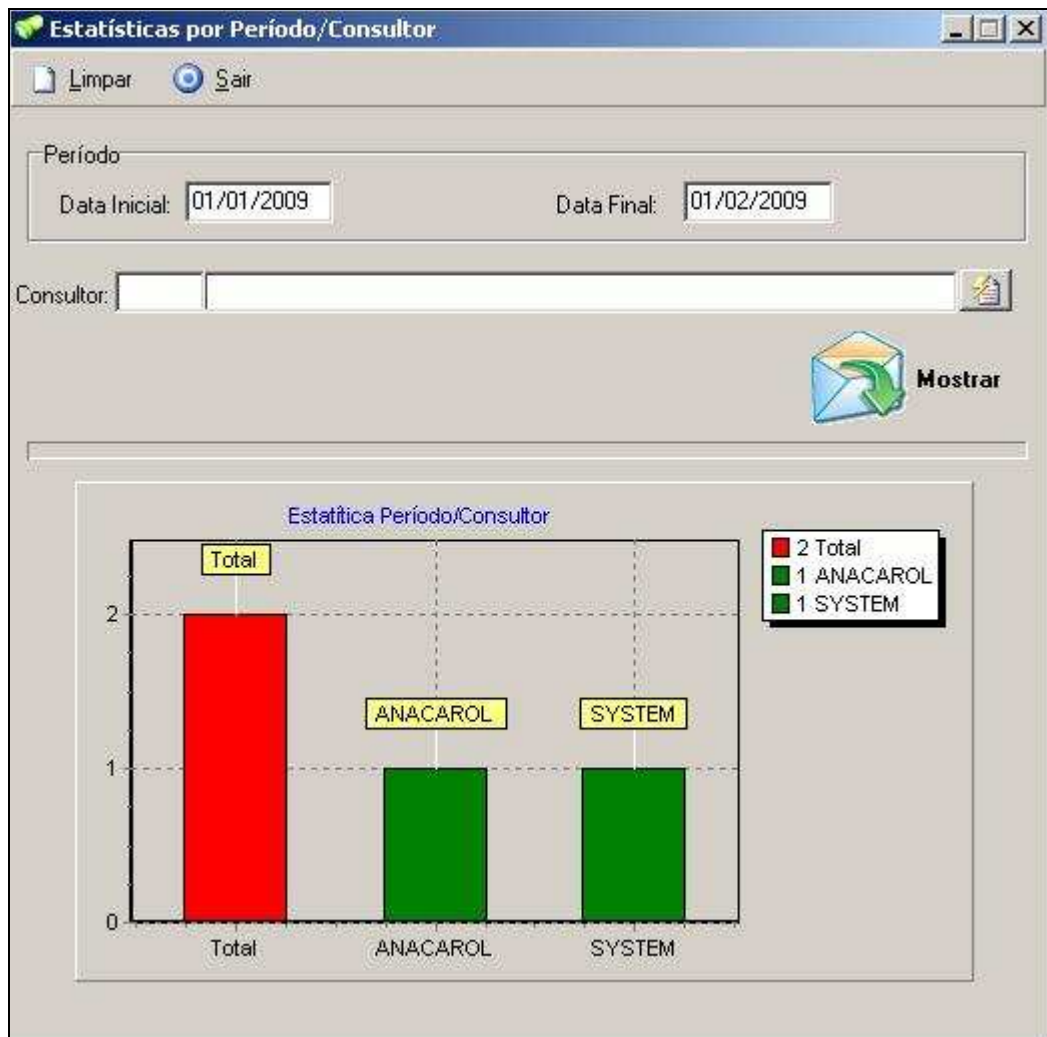 Estatísticas por Período/Consultor
Limpar Sair
Período
Data Inicial: 01/01/2009 Data Final: 01/02/2009
Consultor:
Mostrar
Estatítica Período/Consultor
2 Total
1 ANACAROL
1 SYSTEM
Total
2
ANACAROL SYSTEM
1
0
Total ANACAROL SYSTEM